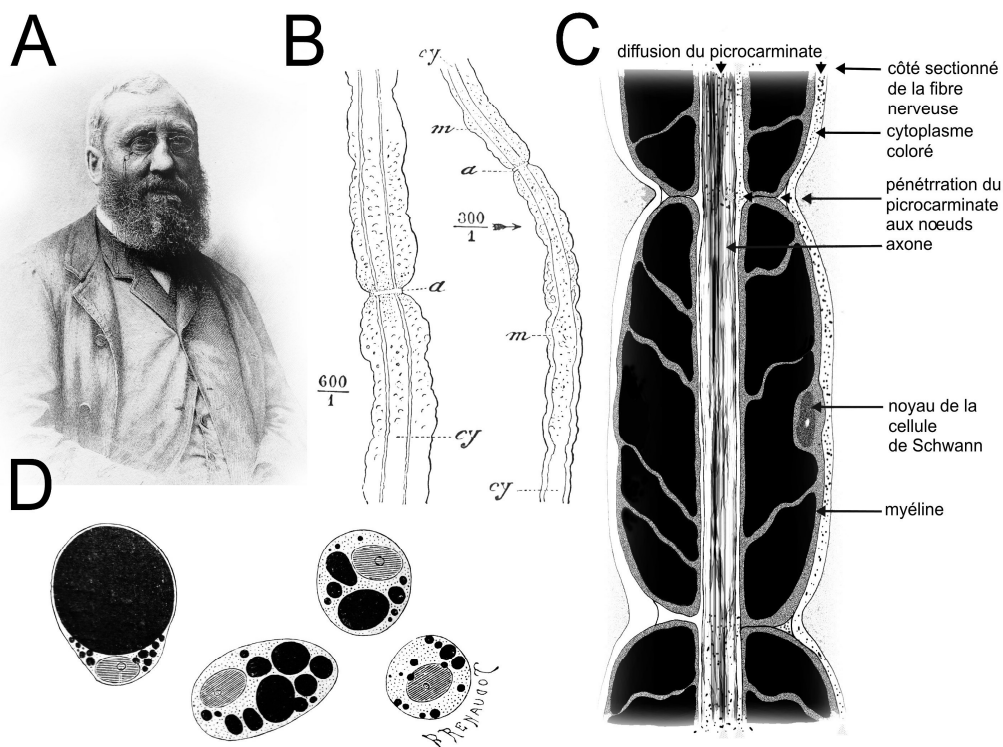 A
B
C
D
cy.
m
a
300
1
a
m
600
1
cy
cy
diffusion du picrocarminate
côté sectionné
de la fibre
nerveuse
cytoplasme
coloré
pénétrration du
picrocarminate
aux nœuds
axone
noyau de la
cellule
de Schwann
myéline
R RENAUDOT